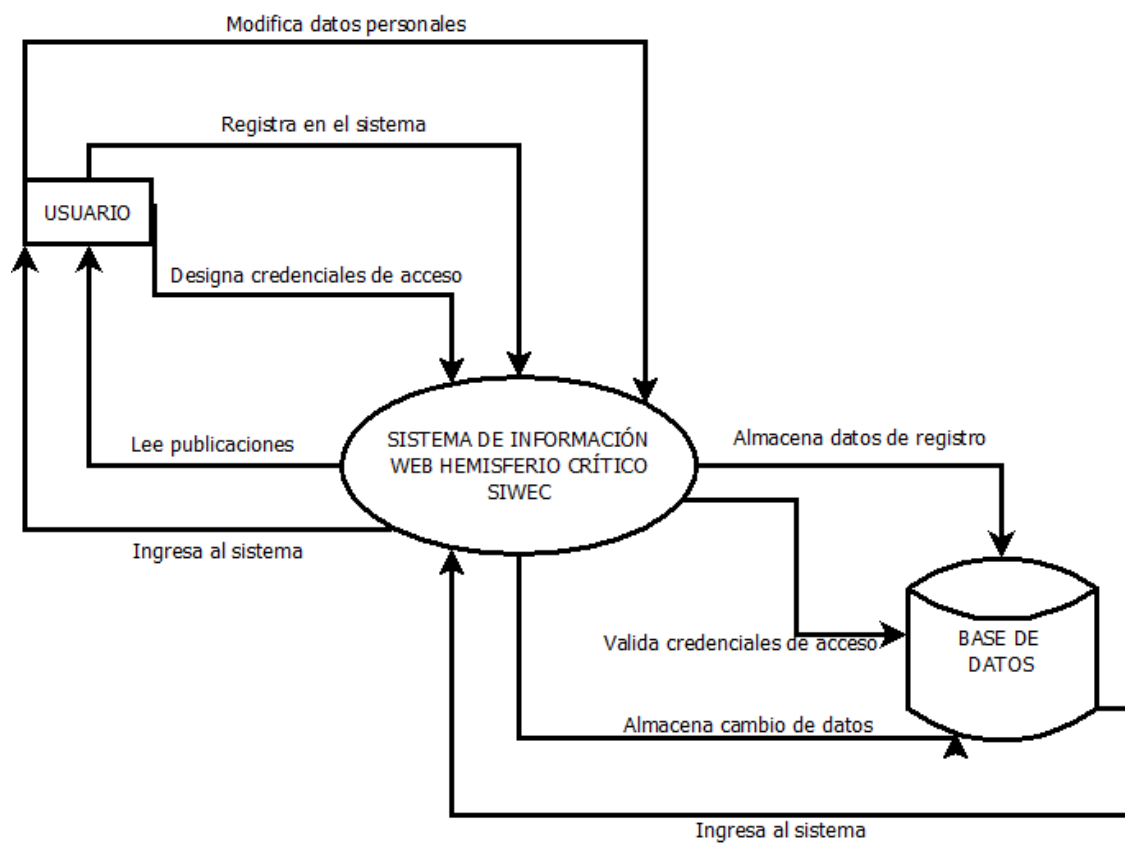 Modifica datos personales
Registra en el sistema
USUARIO
Designa credenciales de acceso
Lee publicaciones
SISTEMA DE INFORMACIÓN
WEB HEMISFERIO CRÍTICO
SIWEC
Almacena datos de registro
Ingresa al sistema
Valida credenciales de acceso
BASE DE
DATOS
Almacena cambio de datos
Ingresa al sistema